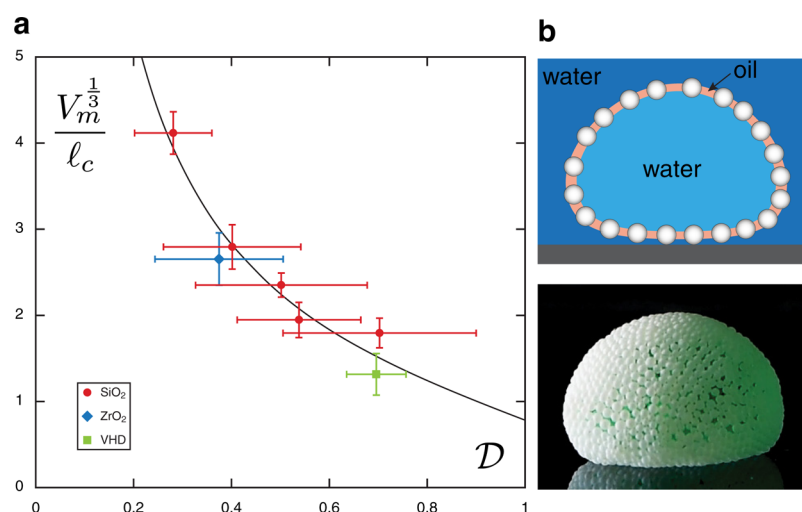 a
5
4
3
2
1
0
V_m^{1/3}
ℓ_c
SiO₂
ZrO₂
VHD
𝒟
0
0.2
0.4
0.6
0.8
1
b
water
oil
water